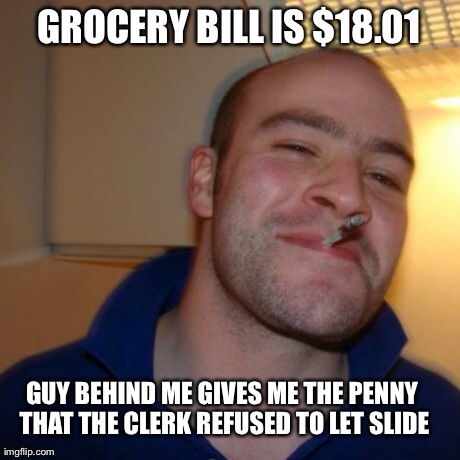 GROCERY BILL IS $18.01
GUY BEHIND ME GIVES ME THE PENNY
THAT THE CLERK REFUSED TO LET SLIDE
imgflip.com